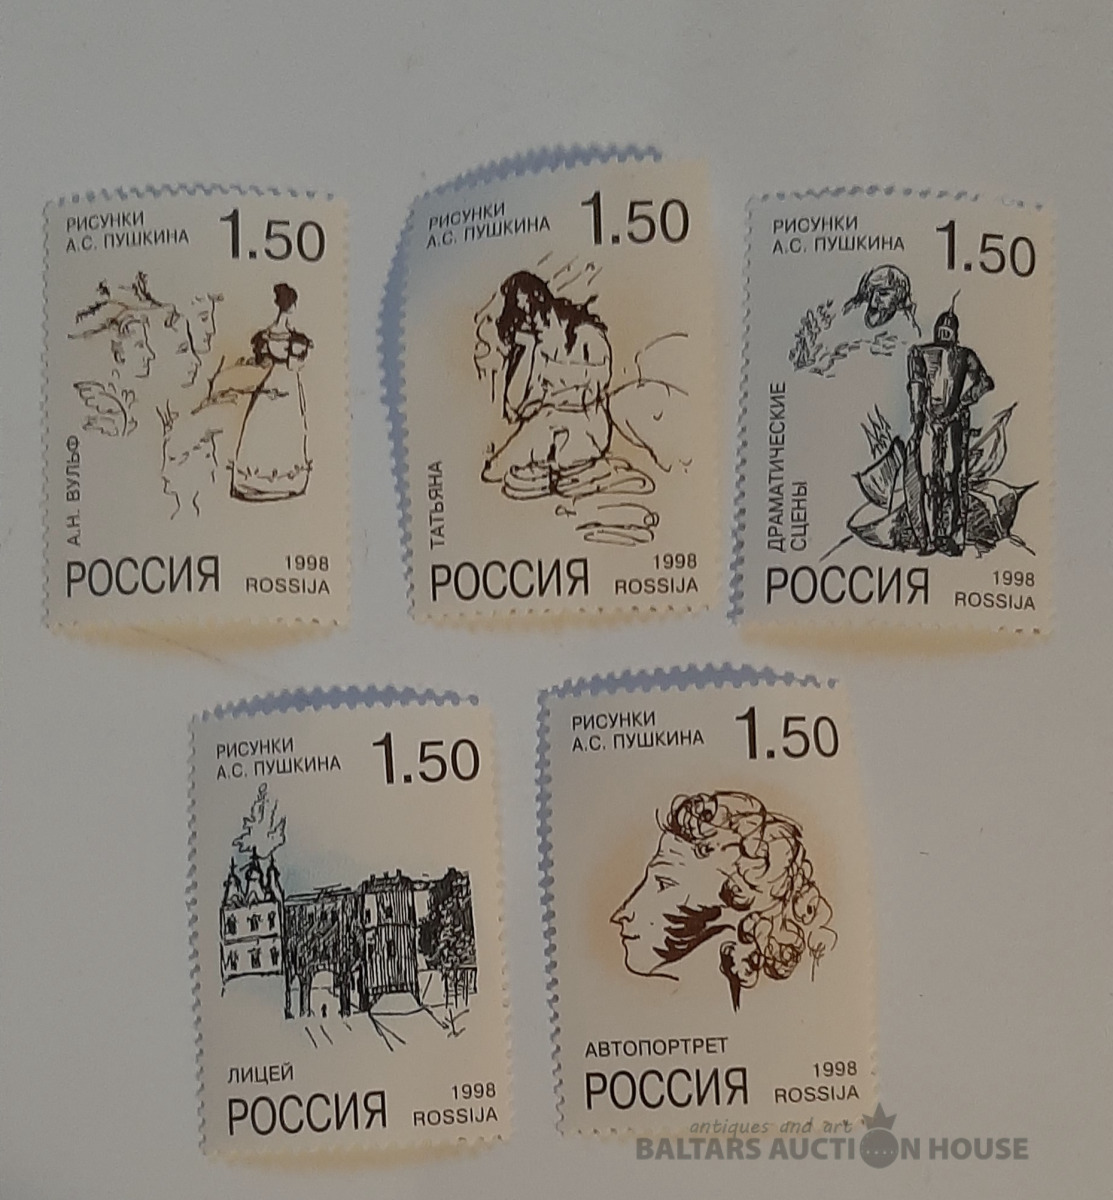 РИСУНКИ
А.С. ПУШКИНА
1.50
А.Н. ВУЛЬФ
РОССИЯ
1998
ROSSIJA
РИСУНКИ
А.С. ПУШКИНА
1.50
ТАТЬЯНА
РОССИЯ
1998
ROSSIJA
РИСУНКИ
А.С. ПУШКИНА
1.50
ДРАМАТИЧЕСКИЕ
СЦЕНЫ
РОССИЯ
1998
ROSSIJA
РИСУНКИ
А.С. ПУШКИНА
1.50
ЛИЦЕЙ
РОССИЯ
1998
ROSSIJA
РИСУНКИ
А.С. ПУШКИНА
1.50
АВТОПОРТРЕТ
РОССИЯ
1998
ROSSIJA
antiques and art
BALTARS AUCTION HOUSE